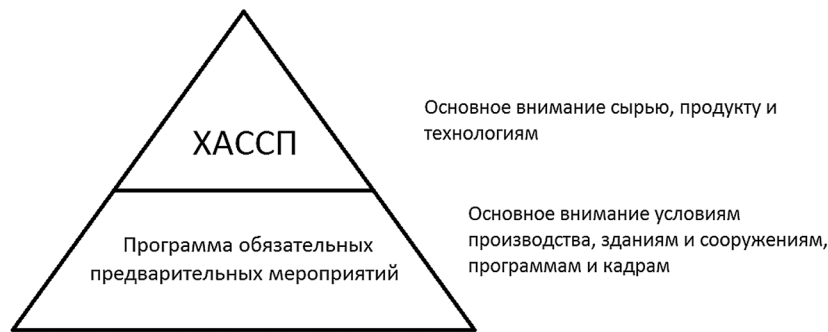 ХАССП
Основное внимание сырью, продукту и
технологиям
Программа обязательных
предварительных мероприятий
Основное внимание условиям
производства, зданиям и сооружениям,
программам и кадрам